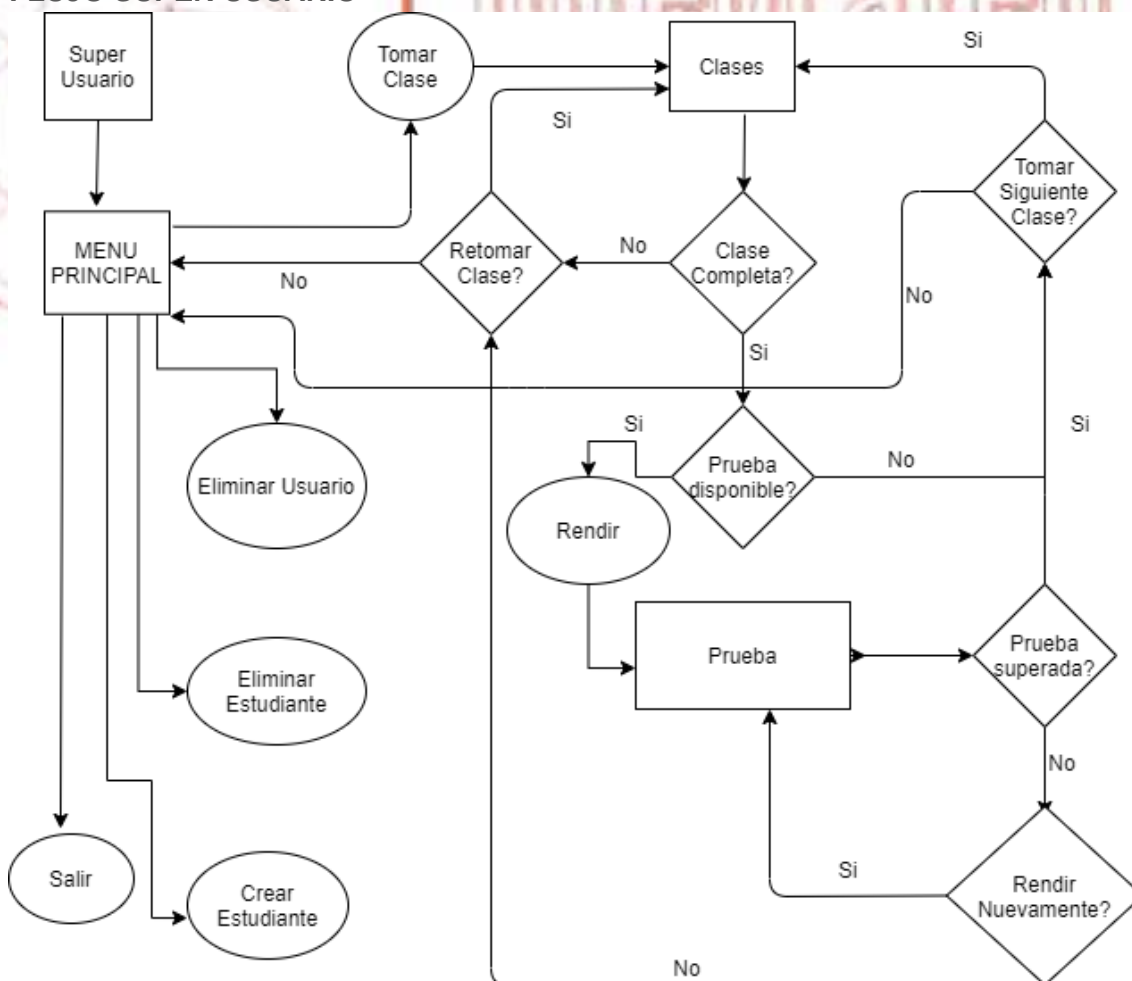 Super
Usuario
Tomar
Clase
Clases
Si
Si
Tomar
Siguiente
Clase?
MENU
PRINCIPAL
Retomar
Clase?
No
Clase
Completa?
No
No
Si
Si
Prueba
disponible?
No
Si
Eliminar Usuario
Rendir
Prueba
Prueba
superada?
Eliminar
Estudiante
No
Salir
Crear
Estudiante
Si
Rendir
Nuevamente?
No